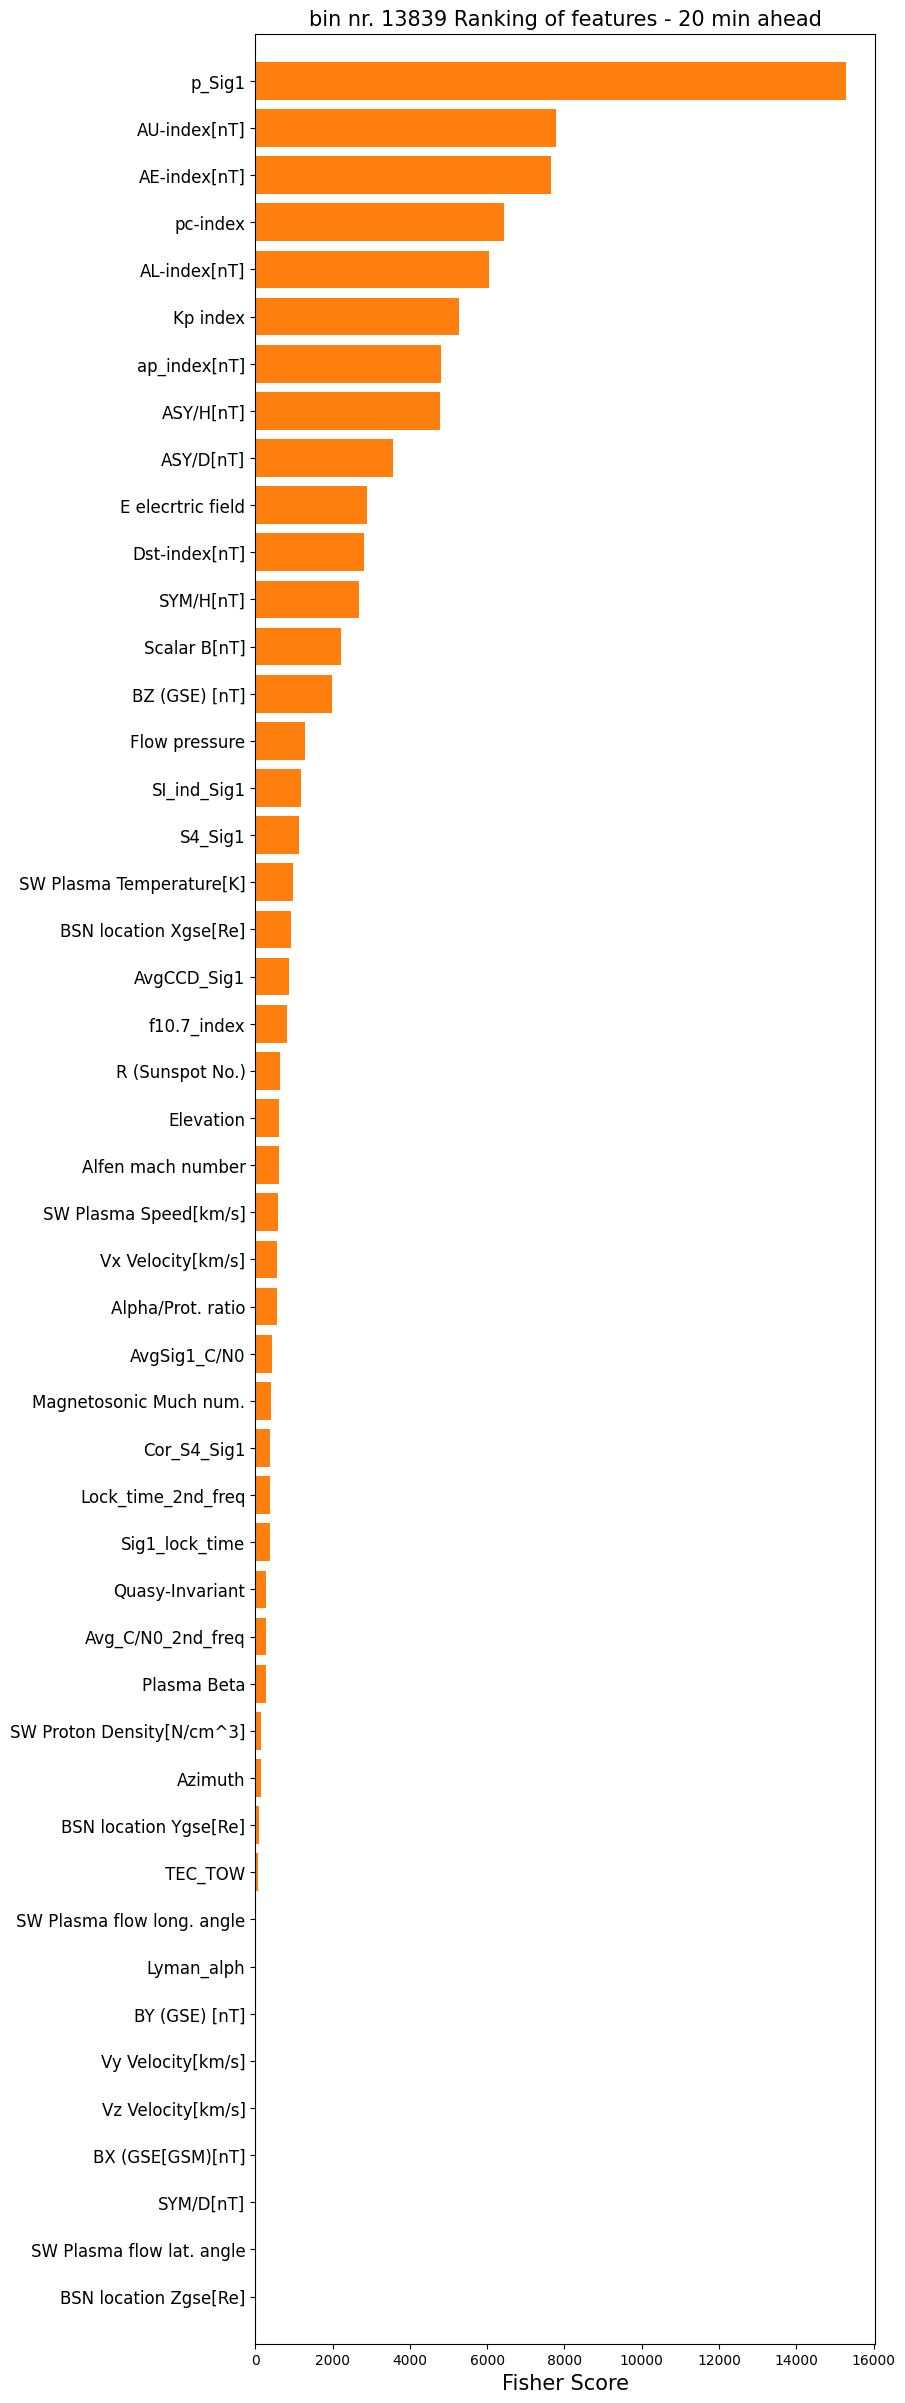 bin nr. 13839 Ranking of features - 20 min ahead
p_Sig1
AU-index[nT]
AE-index[nT]
pc-index
AL-index[nT]
Kp index
ap_index[nT]
ASY/H[nT]
ASY/D[nT]
E elecrtric field
Dst-index[nT]
SYM/H[nT]
Scalar B[nT]
BZ (GSE) [nT]
Flow pressure
SI_ind_Sig1
S4_Sig1
SW Plasma Temperature[K]
BSN location Xgse[Re]
AvgCCD_Sig1
f10.7_index
R (Sunspot No.)
Elevation
Alfen mach number
SW Plasma Speed[km/s]
Vx Velocity[km/s]
Alpha/Prot. ratio
AvgSig1_C/N0
Magnetosonic Much num.
Cor_S4_Sig1
Lock_time_2nd_freq
Sig1_lock_time
Quasy-Invariant
Avg_C/N0_2nd_freq
Plasma Beta
SW Proton Density[N/cm^3]
Azimuth
BSN location Ygse[Re]
TEC_TOW
SW Plasma flow long. angle
Lyman_alph
BY (GSE) [nT]
Vy Velocity[km/s]
Vz Velocity[km/s]
BX (GSE[GSM)[nT]
SYM/D[nT]
SW Plasma flow lat. angle
BSN location Zgse[Re]
0 2000 4000 6000 8000 10000 12000 14000 16000
Fisher Score